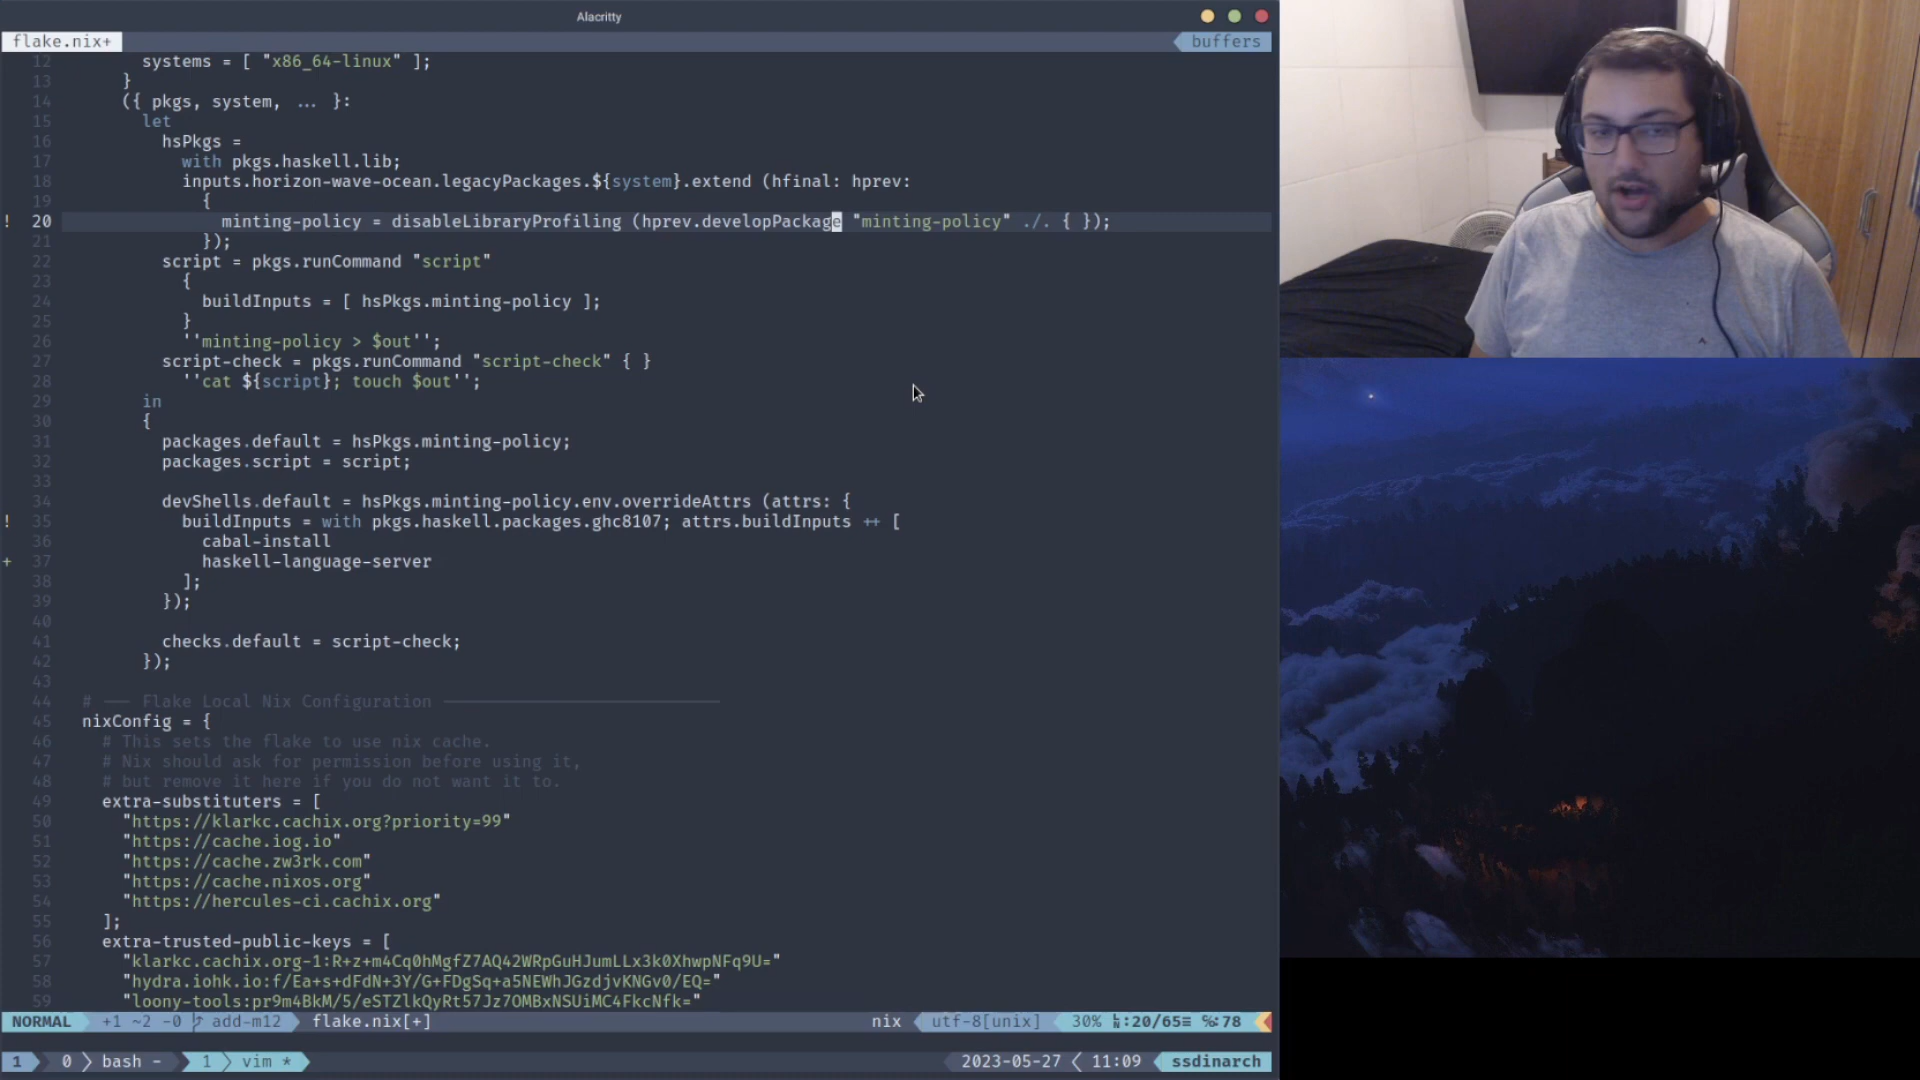 Alacritty
flake.nix+
buffers
12 systems = [ "x86_64-linux" ];
13 }
14 ({ pkgs, system, ... }:
15 let
16 hsPkgs =
17 with pkgs.haskell.lib;
18 inputs.horizon-wave-ocean.legacyPackages.${system}.extend (hfinal: hprev:
19 {
! 20 minting-policy = disableLibraryProfiling (hprev.developPackage "minting-policy" ./. { });
21 });
22 script = pkgs.runCommand "script"
23 {
24 buildInputs = [ hsPkgs.minting-policy ];
25 }
26 ''minting-policy > $out'';
27 script-check = pkgs.runCommand "script-check" { }
28 ''cat ${script}; touch $out'';
29 in
30 {
31 packages.default = hsPkgs.minting-policy;
32 packages.script = script;
33
34 devShells.default = hsPkgs.minting-policy.env.overrideAttrs (attrs: {
! 35 buildInputs = with pkgs.haskell.packages.ghc8107; attrs.buildInputs ++ [
36 cabal-install
+ 37 haskell-language-server
38 ];
39 });
40
41 checks.default = script-check;
42 });
43
44 # --- Flake Local Nix Configuration ----------------------------
45 nixConfig = {
46 # This sets the flake to use nix cache.
47 # Nix should ask for permission before using it,
48 # but remove it here if you do not want it to.
49 extra-substituters = [
50 "https://klarkc.cachix.org?priority=99"
51 "https://cache.iog.io"
52 "https://cache.zw3rk.com"
53 "https://cache.nixos.org"
54 "https://hercules-ci.cachix.org"
55 ];
56 extra-trusted-public-keys = [
57 "klarkc.cachix.org-1:R+z+m4Cq0hMgfZ7AQ42WRpGuHJumLLx3k0XhwpNFq9U="
58 "hydra.iohk.io:f/Ea+s+dFdN+3Y/G+FDgSq+a5NEWhJGzdjvKNGv0/EQ="
59 "loony-tools:pr9m4BkM/5/eSTZlkQyRt57Jz7OMBxNSUiMC4FkcNfk="
NORMAL +1 ~2 -0 add-m12 flake.nix[+] nix utf-8[unix] 30% ㏑:20/65≡ ℅:78
1 0 bash - 1 vim * 2023-05-27 11:09 ssdinarch